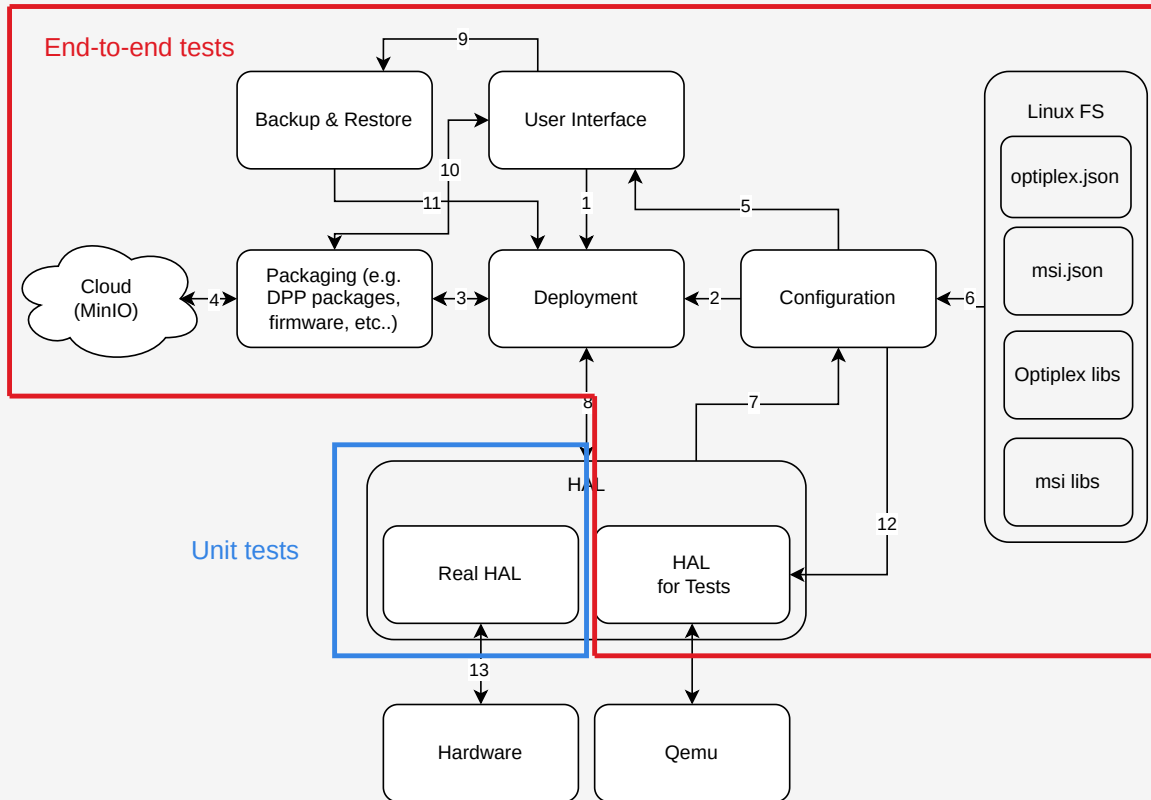 End-to-end tests
9
Backup & Restore
User Interface
Linux FS
optiplex.json
10
11
1
5
msi.json
Cloud
(MinIO)
4
Packaging (e.g.
DPP packages,
firmware, etc..)
3
Deployment
2
Configuration
6
Optiplex libs
8
7
msi libs
HAL
12
Unit tests
Real HAL
HAL
for Tests
13
Hardware
Qemu